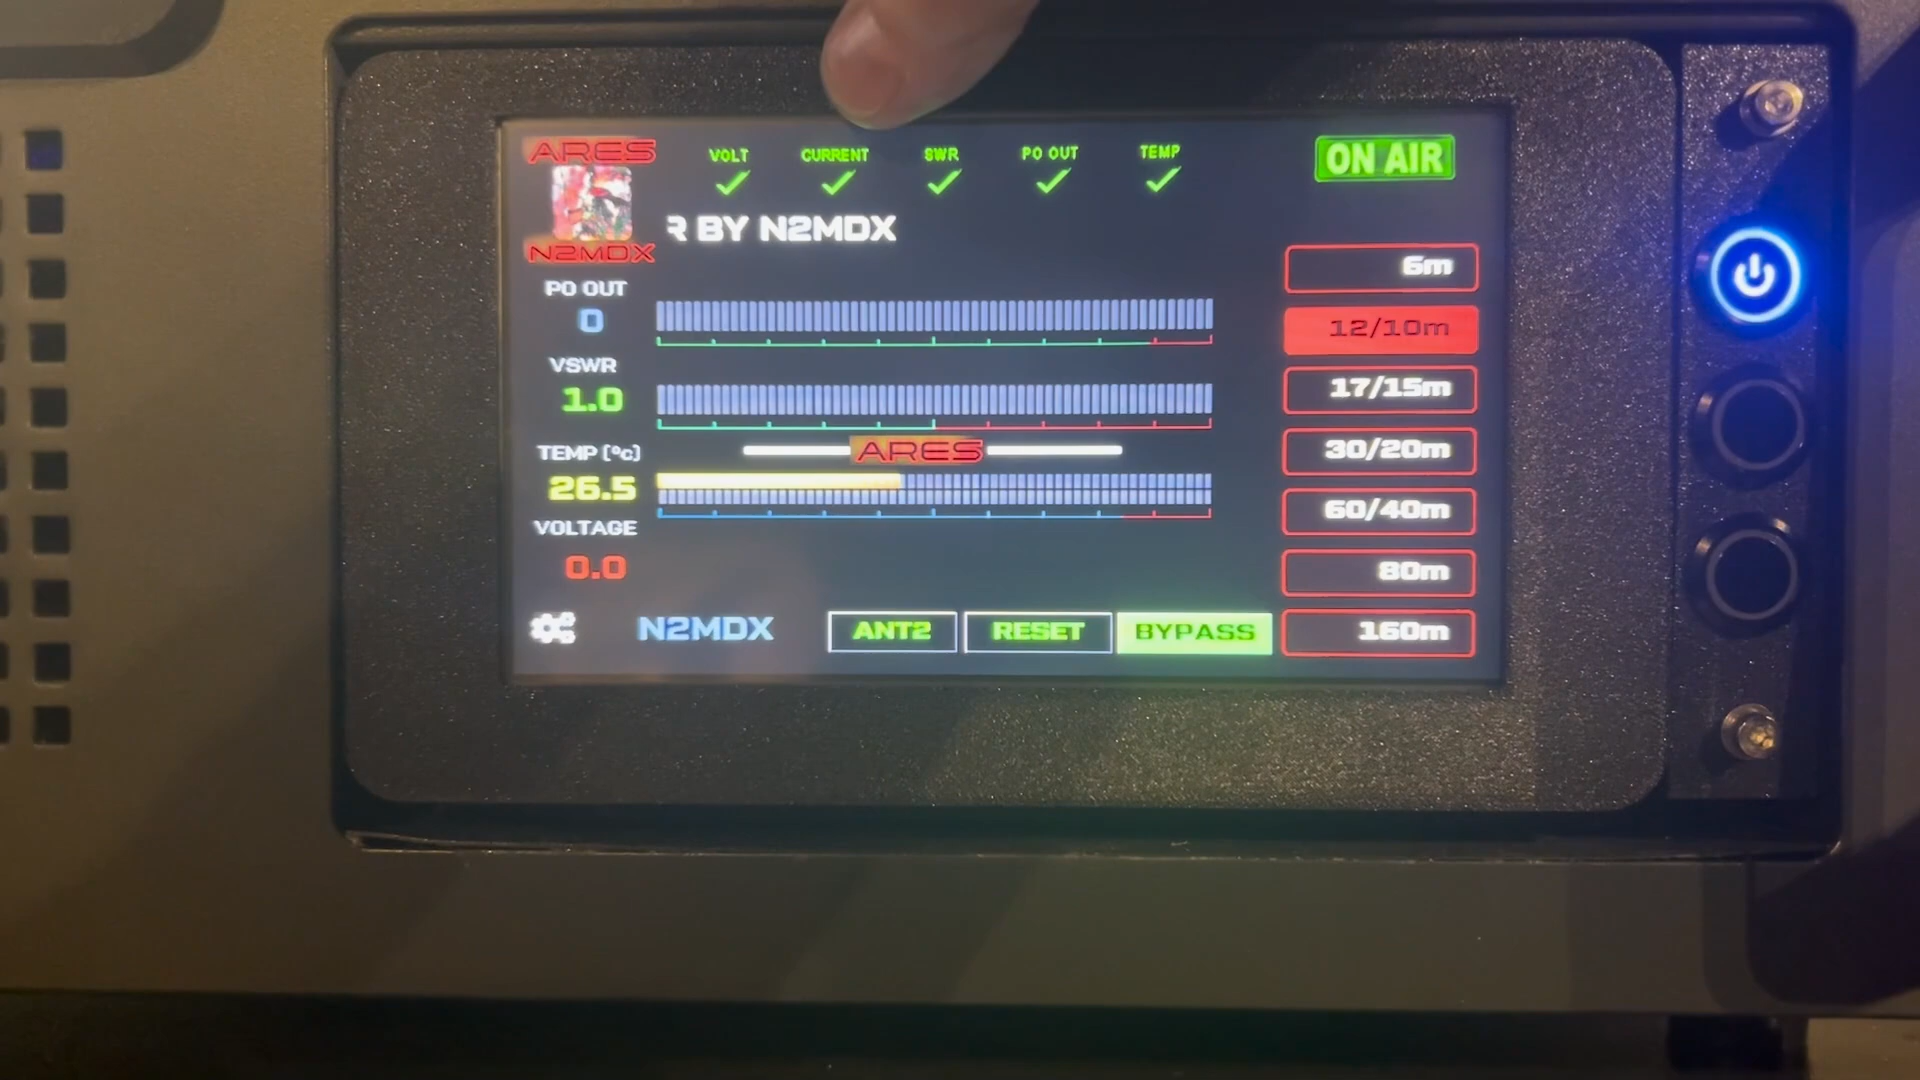 ARES
VOLT
CURRENT
SWR
PO OUT
TEMP
ON AIR
N2MDX
R BY N2MDX
PO OUT
0
VSWR
1.0
ARES
TEMP (°c)
26.5
VOLTAGE
0.0
N2MDX
ANT2
RESET
BYPASS
6m
12/10m
17/15m
30/20m
60/40m
80m
160m